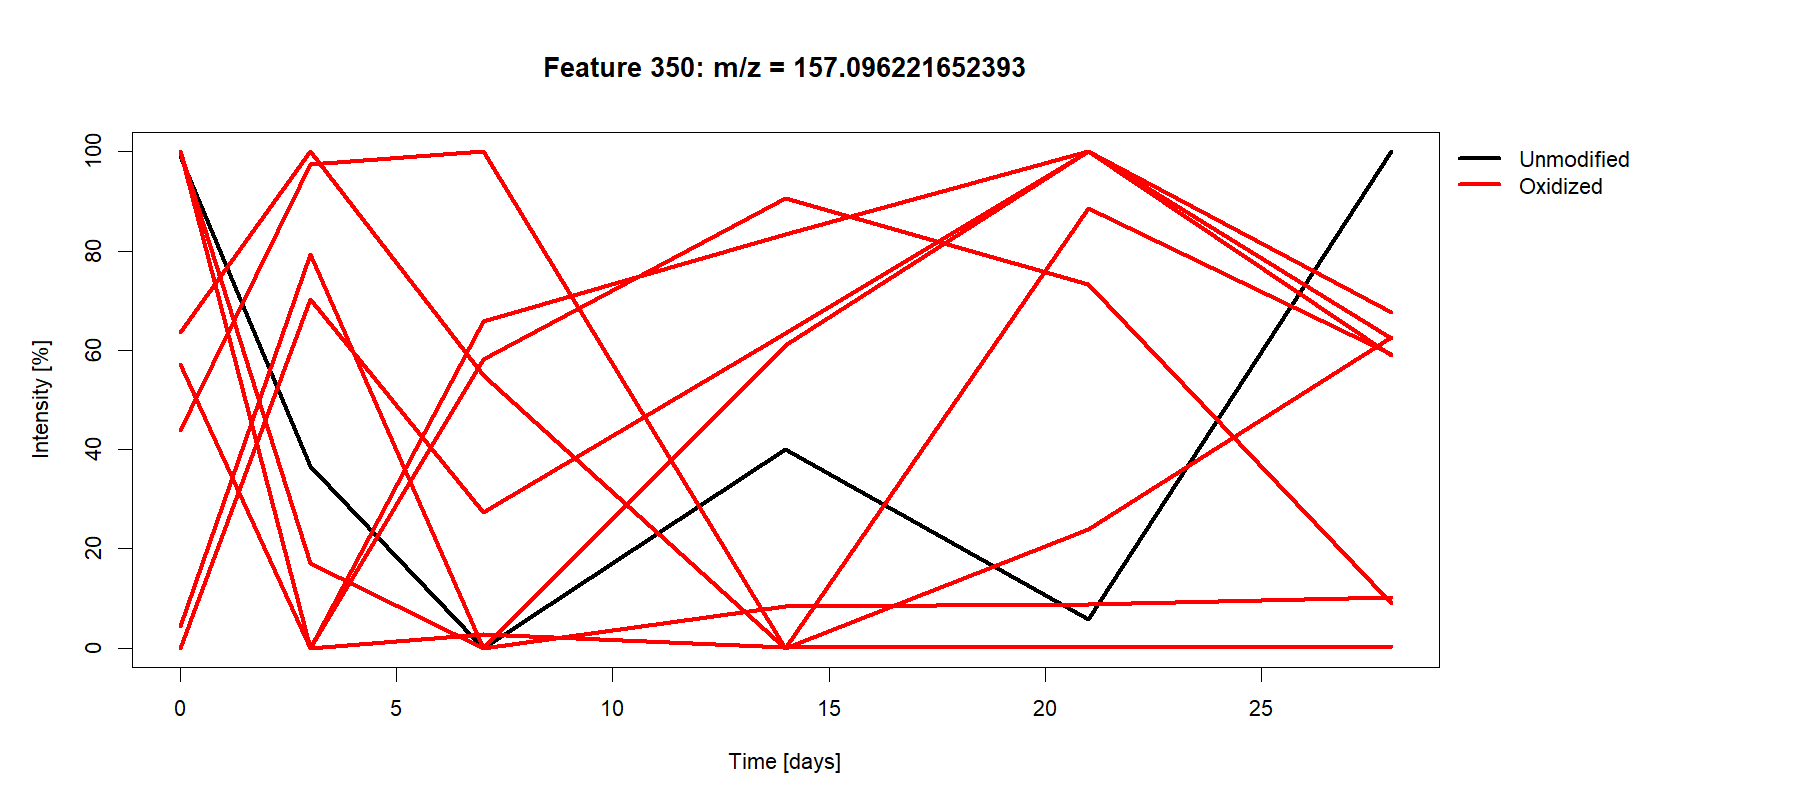 Feature 350: m/z = 157.096221652393
Unmodified
Oxidized
Intensity [%]
100
80
60
40
20
0
0 5 10 15 20 25
Time [days]